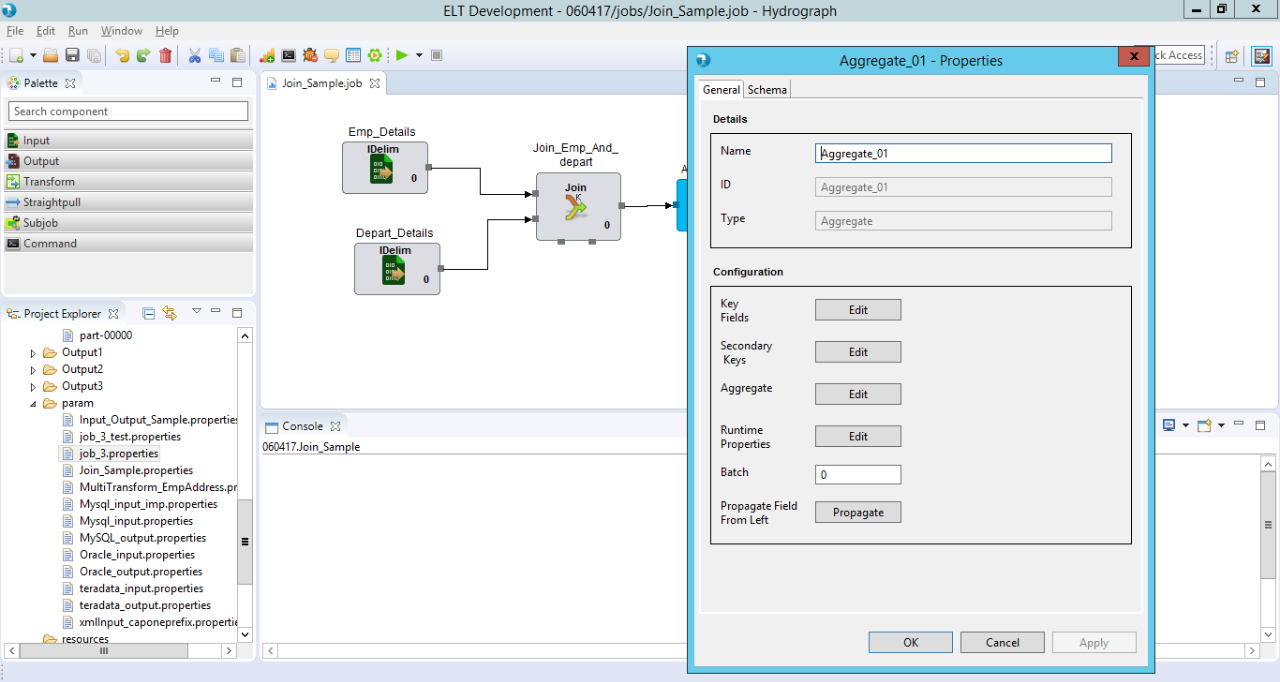 ELT Development - 060417/jobs/Join_Sample.job - Hydrograph
File Edit Run Window Help
ck Access
Palette
Search component
Input
Output
Transform
Straightpull
Subjob
Command
Project Explorer
part-00000
Output1
Output2
Output3
param
Input_Output_Sample.properties
job_3_test.properties
job_3.properties
Join_Sample.properties
MultiTransform_EmpAddress.pr
Mysql_input_imp.properties
Mysql_input.properties
MySQL_output.properties
Oracle_input.properties
Oracle_output.properties
teradata_input.properties
teradata_output.properties
xmlInput_caponeprefix.propertie
resources
Join_Sample.job
Emp_Details
IDelim
0
Depart_Details
IDelim
0
Join_Emp_And_
depart
Join
K
0
A
Console
060417.Join_Sample
Aggregate_01 - Properties
General Schema
Details
Name Aggregate_01
ID Aggregate_01
Type Aggregate
Configuration
Key
Fields
Edit
Secondary
Keys
Edit
Aggregate
Edit
Runtime
Properties
Edit
Batch 0
Propagate Field
From Left
Propagate
OK Cancel Apply